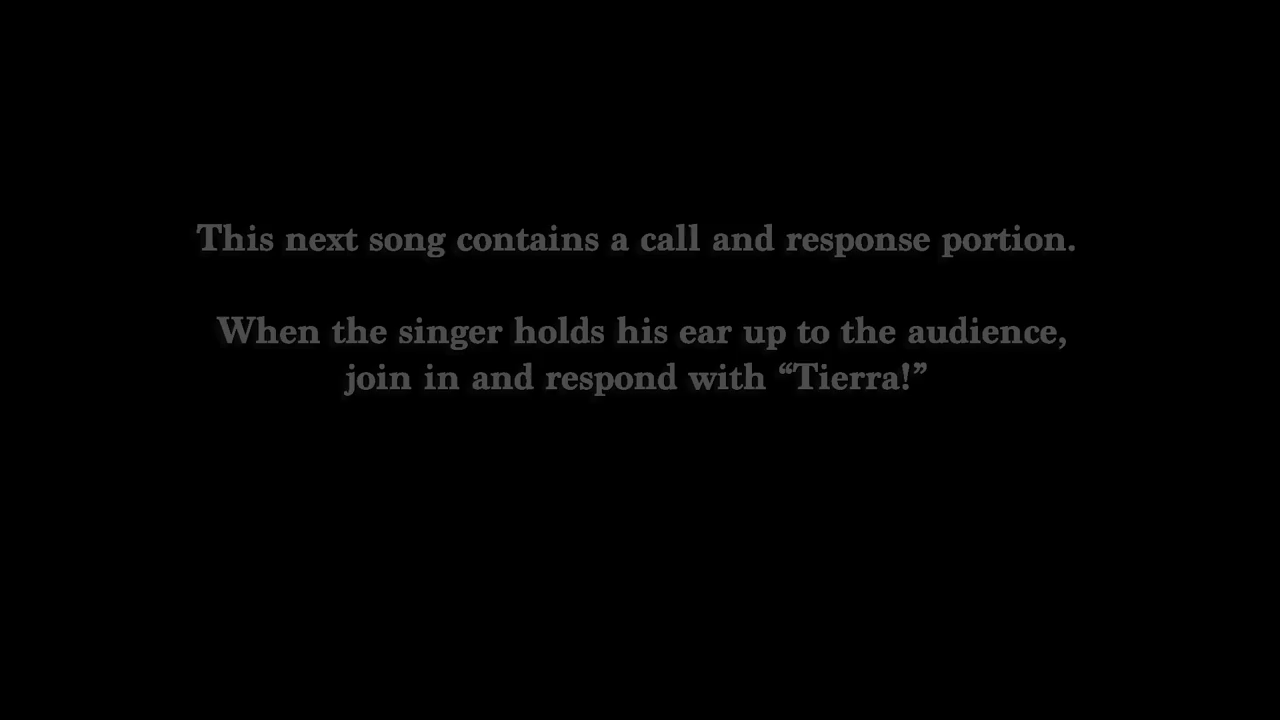 This next song contains a call and response portion.
When the singer holds his ear up to the audience,
join in and respond with “Tierra!”